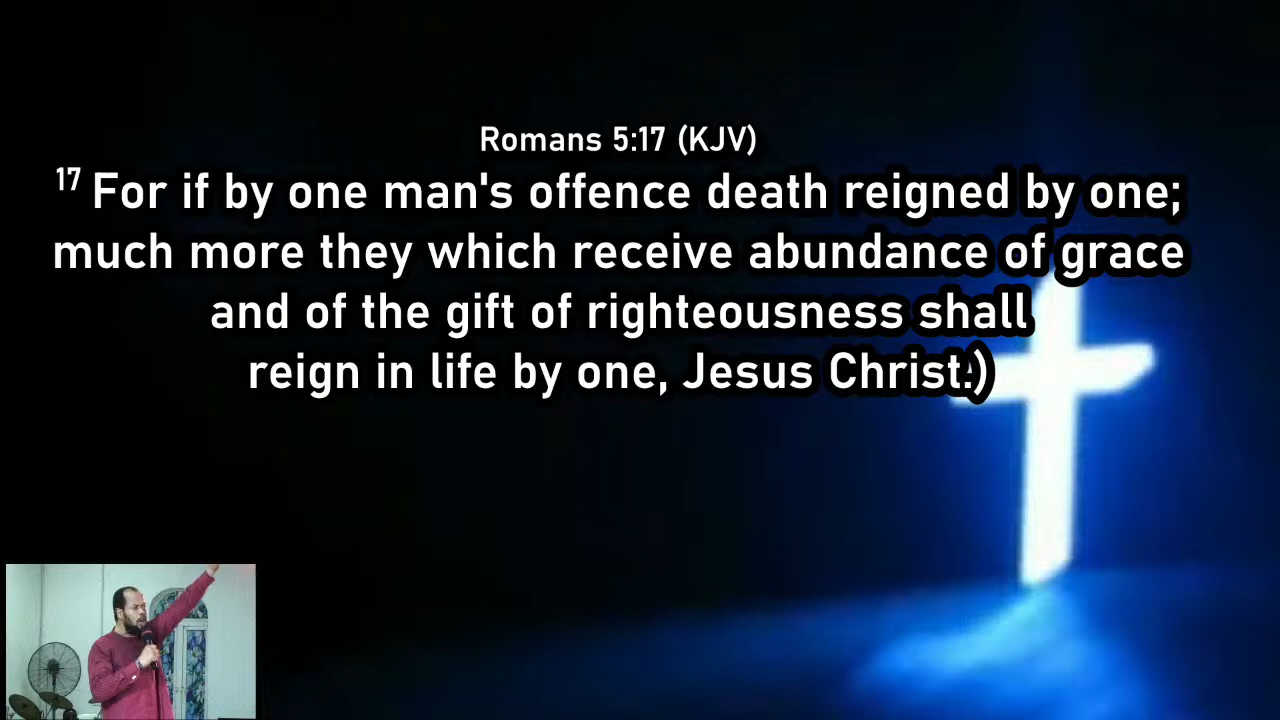 Romans 5:17 (KJV)
17 For if by one man's offence death reigned by one;
much more they which receive abundance of grace
and of the gift of righteousness shall
reign in life by one, Jesus Christ.)